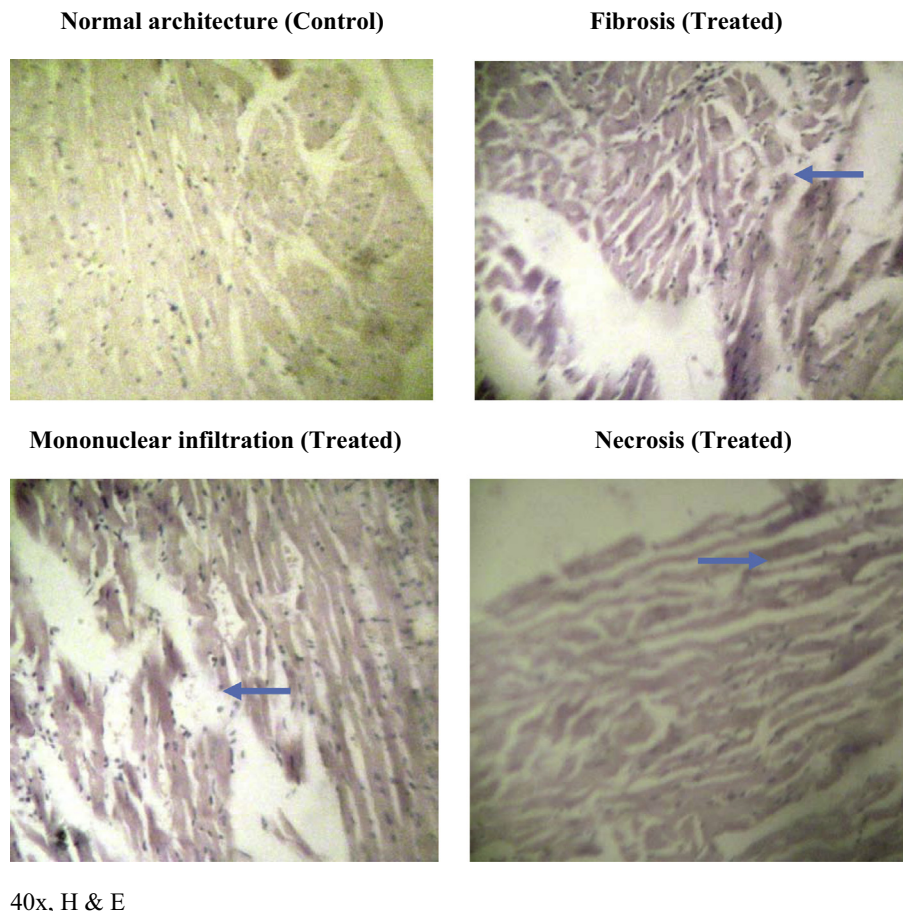 Normal architecture (Control)
Fibrosis (Treated)
Mononuclear infiltration (Treated)
Necrosis (Treated)
40x, H & E